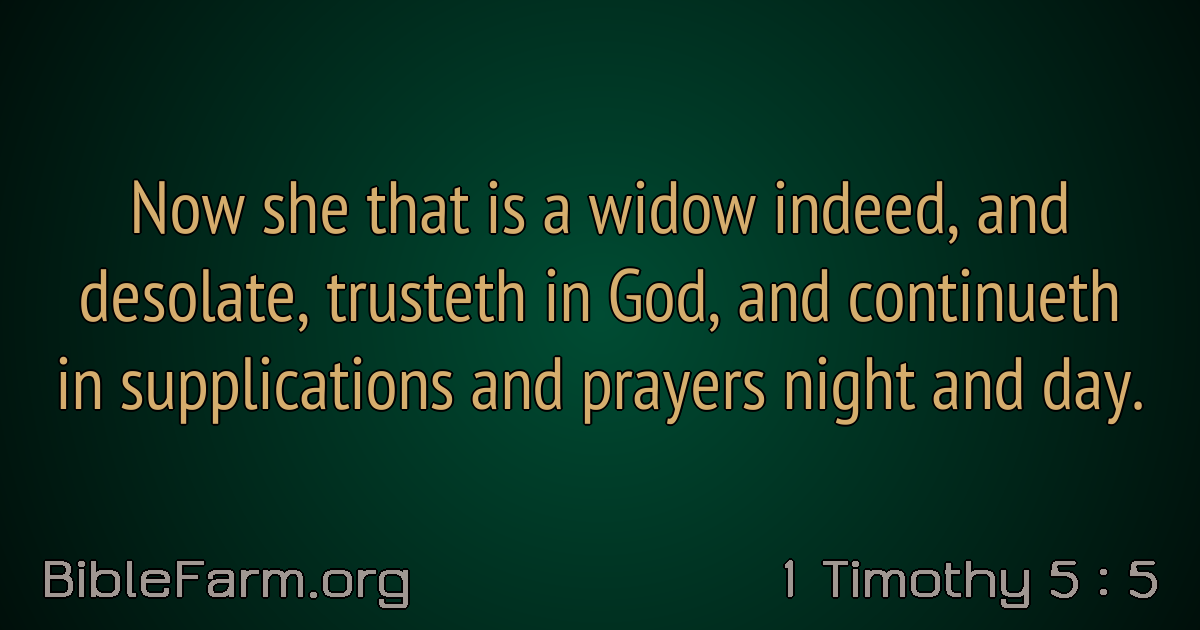 Now she that is a widow indeed, and
desolate, trusteth in God, and continueth
in supplications and prayers night and day.
BibleFarm.org
1 Timothy 5 : 5